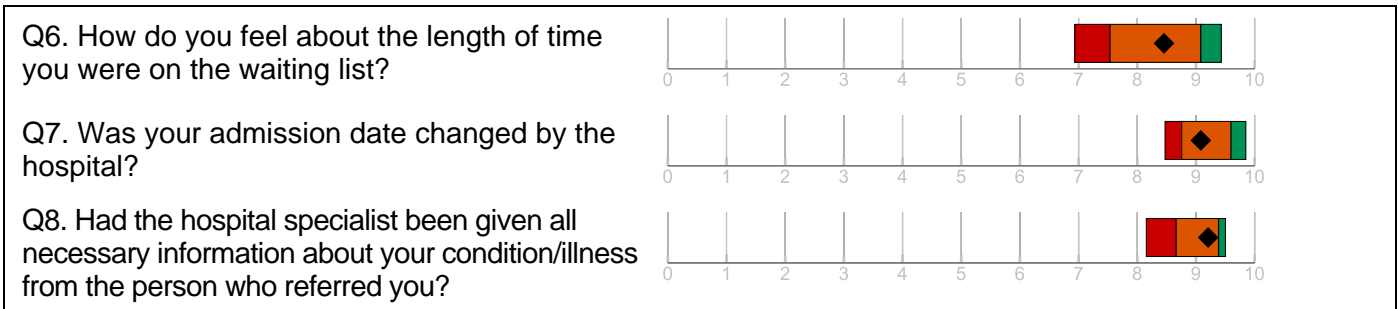 Q6. How do you feel about the length of time
you were on the waiting list?
0 1 2 3 4 5 6 7 8 9 10
Q7. Was your admission date changed by the
hospital?
0 1 2 3 4 5 6 7 8 9 10
Q8. Had the hospital specialist been given all
necessary information about your condition/illness
from the person who referred you?
0 1 2 3 4 5 6 7 8 9 10